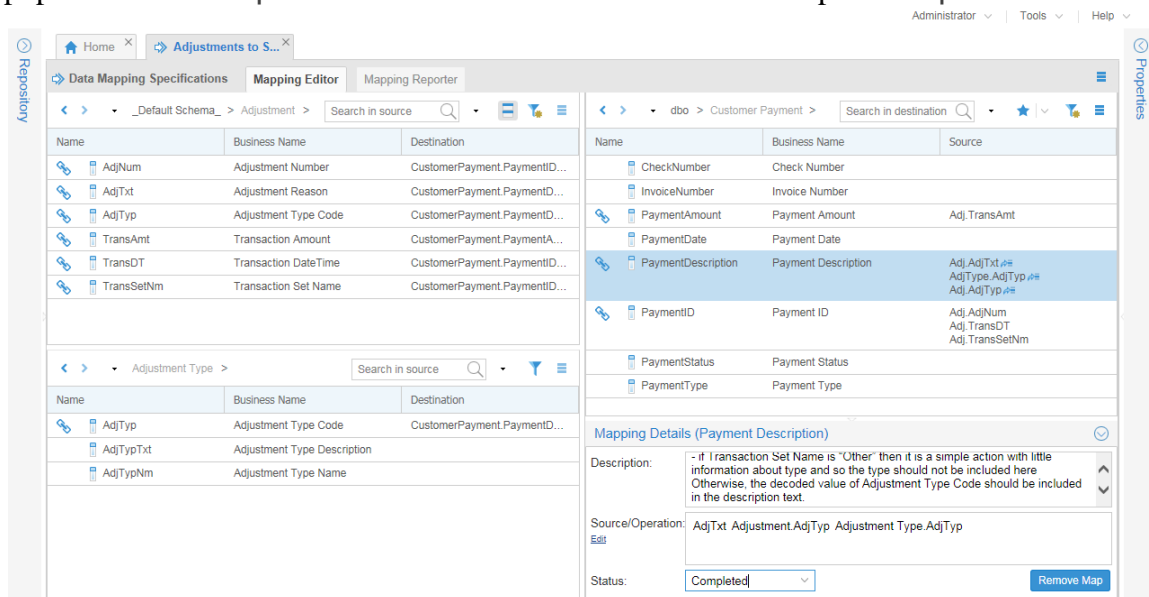 Administrator Tools Help
Repository
Home × Adjustments to S... ×
Properties
Data Mapping Specifications Mapping Editor Mapping Reporter
_Default Schema_ > Adjustment > Search in source
Name Business Name Destination
AdjNum Adjustment Number CustomerPayment.PaymentID...
AdjTxt Adjustment Reason CustomerPayment.PaymentD...
AdjTyp Adjustment Type Code CustomerPayment.PaymentD...
TransAmt Transaction Amount CustomerPayment.PaymentA...
TransDT Transaction DateTime CustomerPayment.PaymentID...
TransSetNm Transaction Set Name CustomerPayment.PaymentID...
Adjustment Type > Search in source
Name Business Name Destination
AdjTyp Adjustment Type Code CustomerPayment.PaymentD...
AdjTypTxt Adjustment Type Description
AdjTypNm Adjustment Type Name
dbo > Customer Payment > Search in destination
Name Business Name Source
CheckNumber Check Number
InvoiceNumber Invoice Number
PaymentAmount Payment Amount Adj.TransAmt
PaymentDate Payment Date
PaymentDescription Payment Description Adj.AdjTxt
AdjType.AdjTyp
Adj.AdjTyp
PaymentID Payment ID Adj.AdjNum
Adj.TransDT
Adj.TransSetNm
PaymentStatus Payment Status
PaymentType Payment Type
Mapping Details (Payment Description)
Description: - if Transaction Set Name is "Other" then it is a simple action with little
information about type and so the type should not be included here
Otherwise, the decoded value of Adjustment Type Code should be included
in the description text.
Source/Operation: AdjTxt Adjustment.AdjTyp Adjustment Type.AdjTyp
Edit
Status: Completed Remove Map